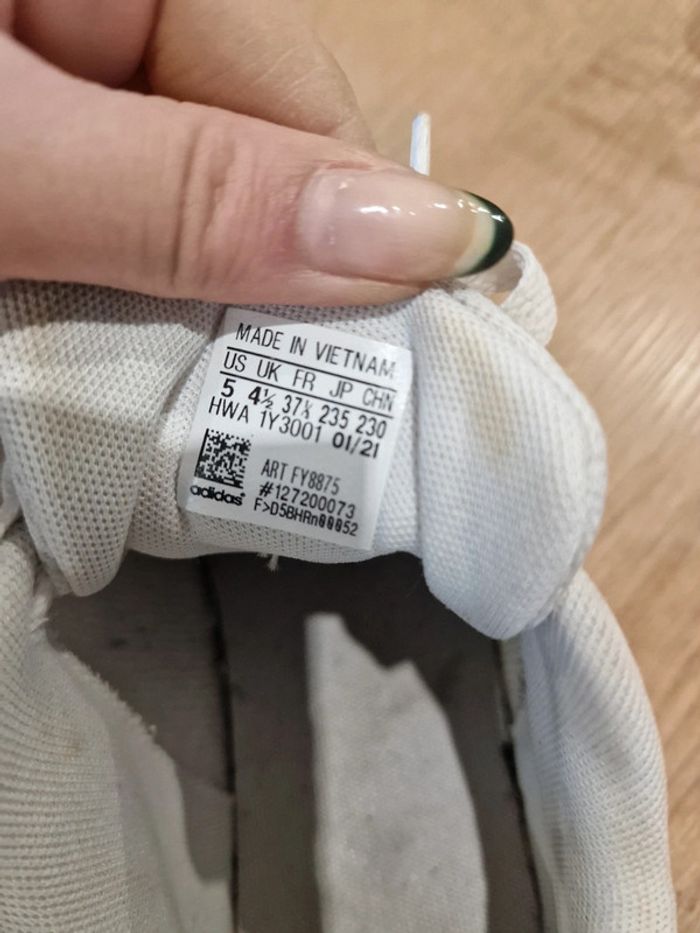 MADE IN VIETNAM
US UK FR JP CHN
5 4½ 37⅓ 235 230
HWA 1Y3001 01/21
ART FY8875
#127200073
adidas
F>D5BHRn00052